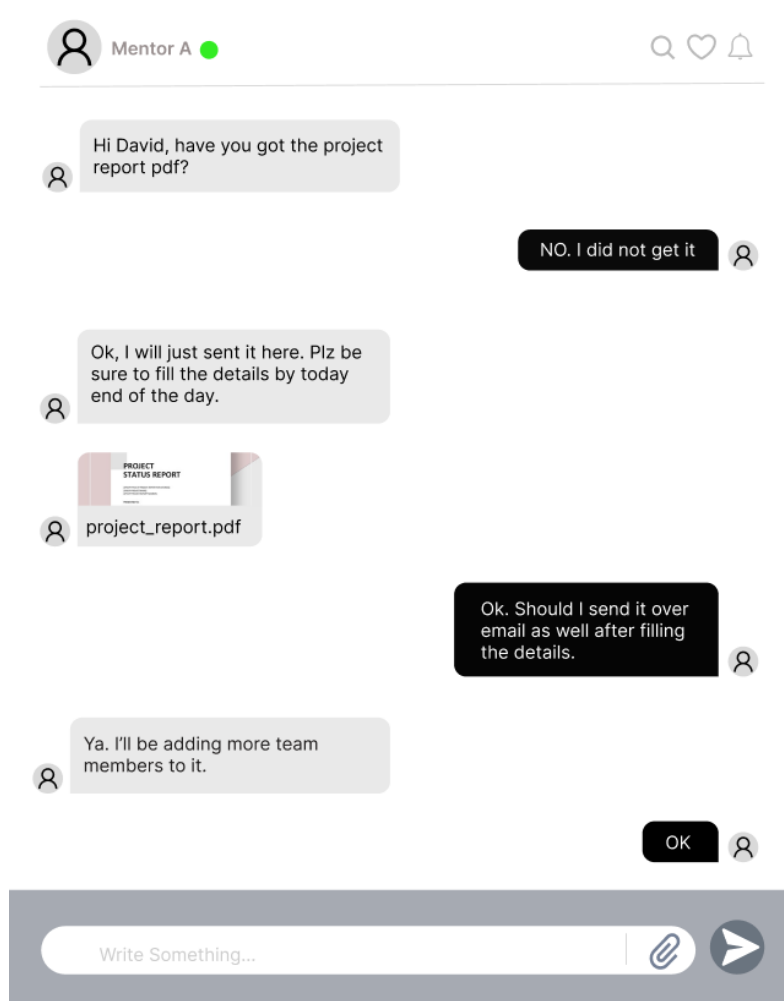 Mentor A
Hi David, have you got the project
report pdf?
NO. I did not get it
Ok, I will just sent it here. Plz be
sure to fill the details by today
end of the day.
PROJECT
STATUS REPORT
project_report.pdf
Ok. Should I send it over
email as well after filling
the details.
Ya. I'll be adding more team
members to it.
OK
Write Something...